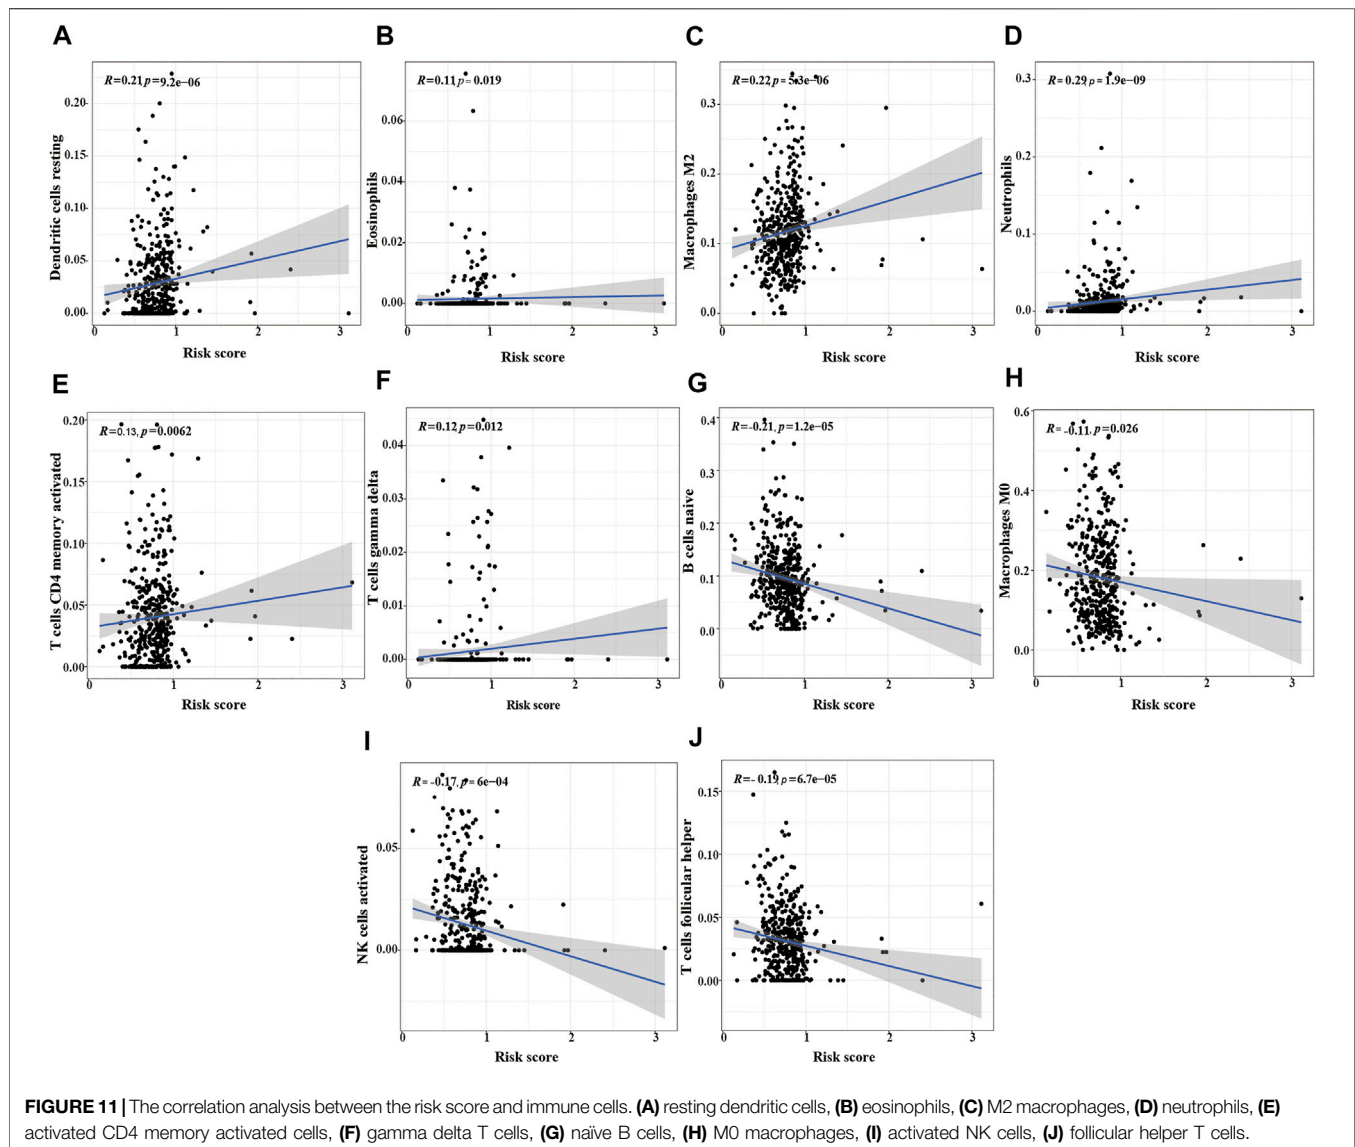 A
B
C
D
R=0.21, p=9.2e−06
R=0.11, p= 0.019
R=0.22, p=5.3e−06
R= 0.29, p=1.9e−09
Dendritic cells resting
0.20
0.15
0.10
0.05
0.00
0 1 2 3
Risk score
Eosinophils
0.06
0.04
0.02
0.00
0 1 2 3
Risk score
Macrophages M2
0.3
0.2
0.1
0.0
0 1 2 3
Risk score
Neutrophils
0.3
0.2
0.1
0.0
0 1 2 3
Risk score
E
F
G
H
R=0.13, p=0.0062
R=0.12, p=0.012
R=-0.21, p=1.2e−05
R= -0.11, p=0.026
T cells CD4 memory activated
0.20
0.15
0.10
0.05
0.00
0 1 2 3
Risk score
T cells gamma delta
0.04
0.03
0.02
0.01
0.00
0 1 2 3
Risk score
B cells naive
0.4
0.3
0.2
0.1
0.0
0 1 2 3
Risk score
Macrophages M0
0.6
0.4
0.2
0.0
0 1 2 3
Risk score
I
J
R= -0.17, p= 6e−04
R=- 0.19, p=6.7e−05
NK cells activated
0.05
0.00
0 1 2 3
Risk score
T cells follicular helper
0.15
0.10
0.05
0.00
0 1 2 3
Risk score
FIGURE 11 | The correlation analysis between the risk score and immune cells. (A) resting dendritic cells, (B) eosinophils, (C) M2 macrophages, (D) neutrophils, (E)
activated CD4 memory activated cells, (F) gamma delta T cells, (G) naïve B cells, (H) M0 macrophages, (I) activated NK cells, (J) follicular helper T cells.